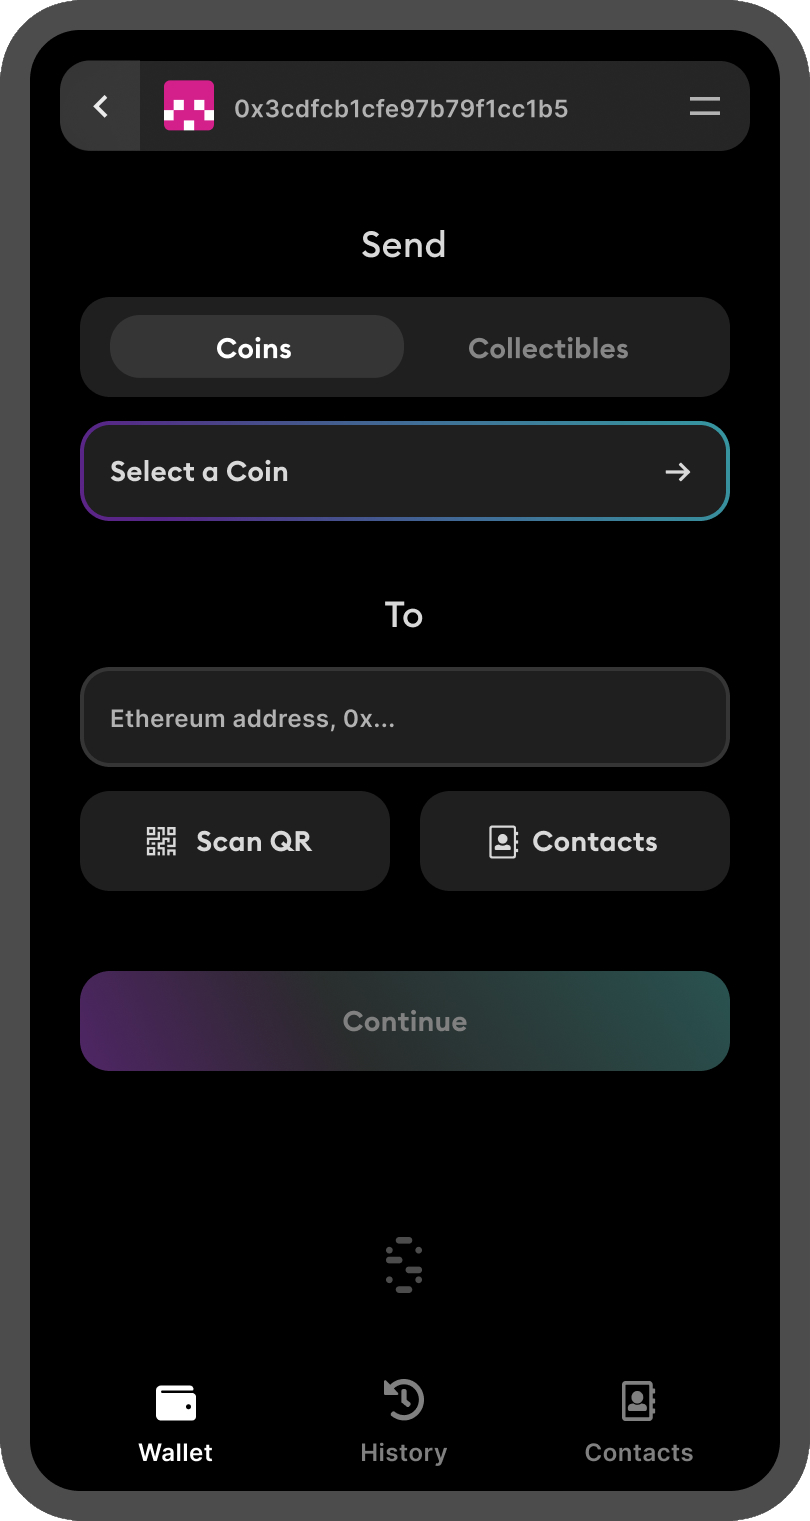 0x3cdfcb1cfe97b79f1cc1b5
Send
Coins
Collectibles
Select a Coin
To
Ethereum address, 0x...
Scan QR
Contacts
Continue
Wallet
History
Contacts